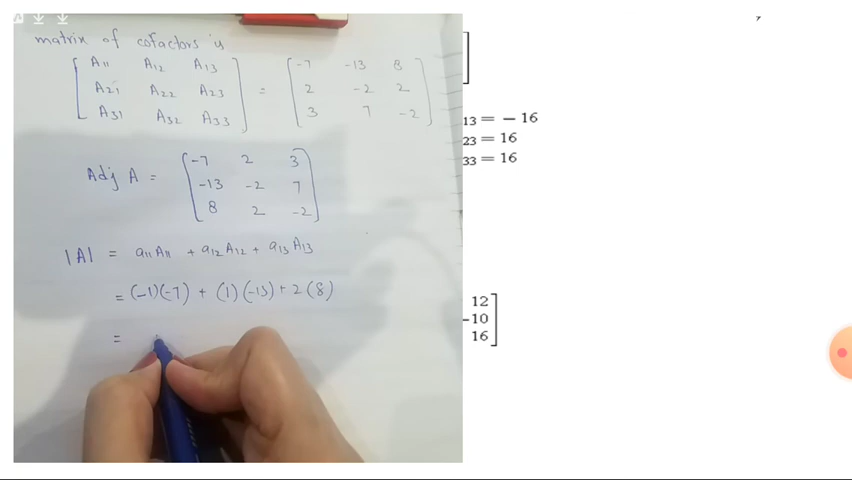 matrix of cofactors is
[ A11 A12 A13 ] = [ -7 -13 8 ]
[ A21 A22 A23 ] [ 2 -2 2 ]
[ A31 A32 A33 ] [ 3 7 -2 ]
Adj A = [ -7 2 3 ]
[ -13 -2 7 ]
[ 8 2 -2 ]
|A| = a11 A11 + a12 A12 + a13 A13
= (-1)(-7) + (1)(-13) + 2(8)
=
13 = - 16
23 = 16
33 = 16
12
-10
16